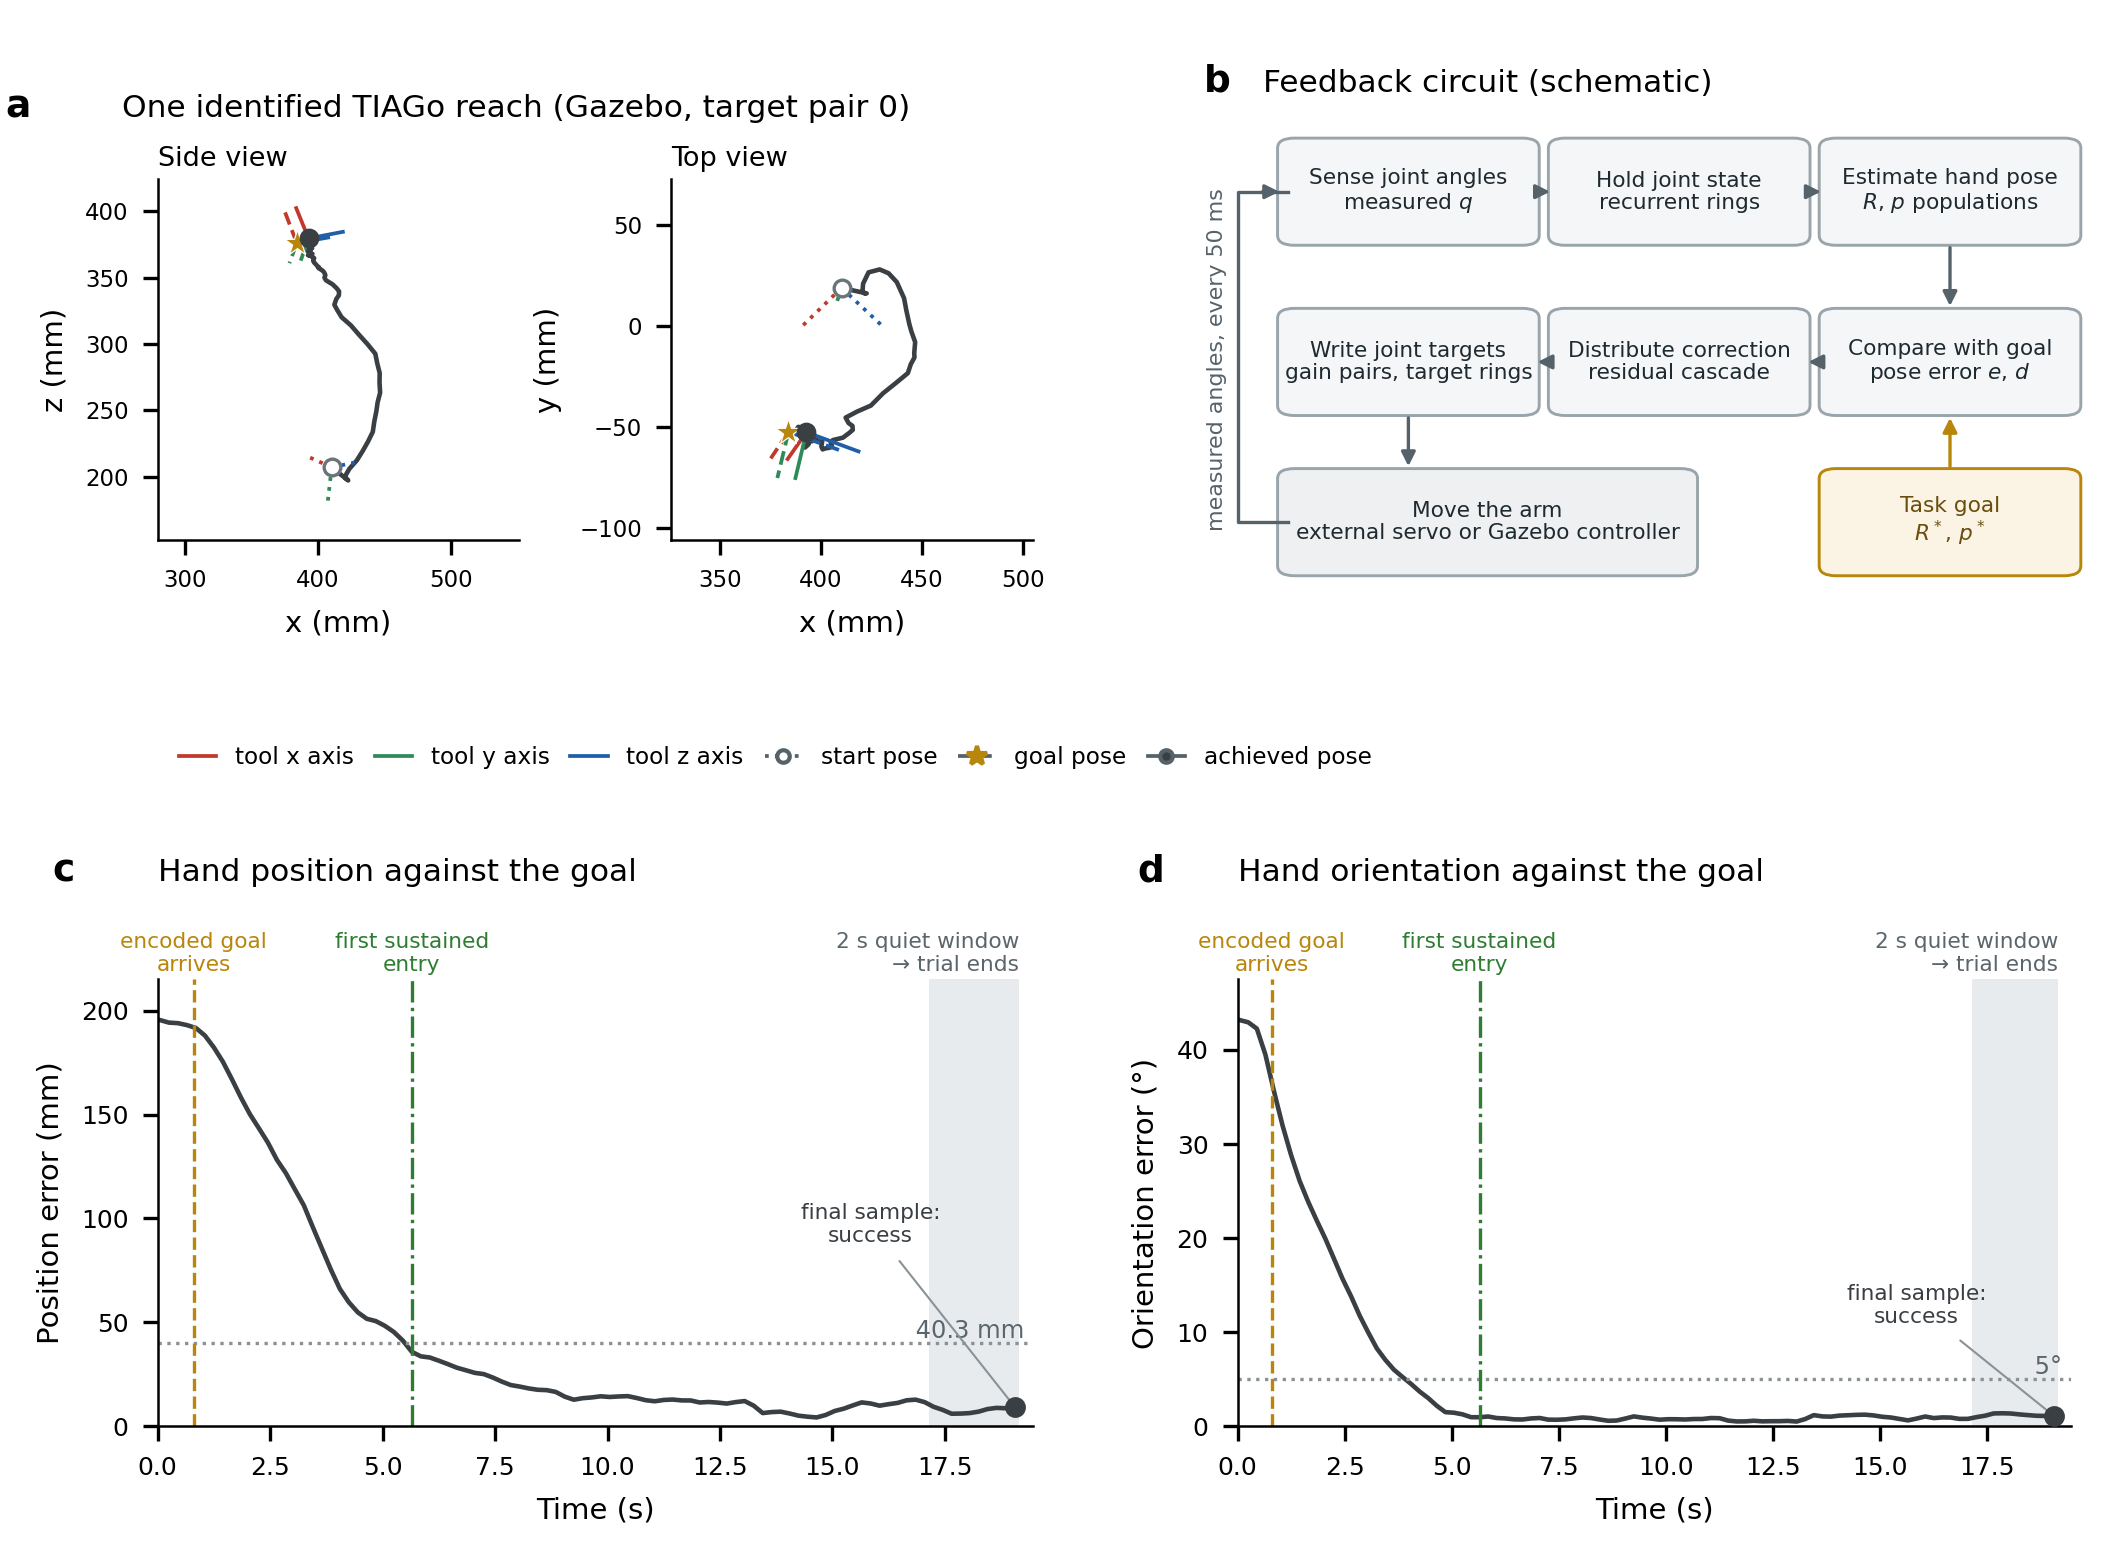 a
One identified TIAGo reach (Gazebo, target pair 0)
Side view
400
350
300
250
200
z (mm)
300
400
500
x (mm)
Top view
50
0
−50
−100
y (mm)
350
400
450
500
x (mm)
b
Feedback circuit (schematic)
measured angles, every 50 ms
Sense joint angles
measured q
Hold joint state
recurrent rings
Estimate hand pose
R, p populations
Write joint targets
gain pairs, target rings
Distribute correction
residual cascade
Compare with goal
pose error e, d
Move the arm
external servo or Gazebo controller
Task goal
R*, p*
tool x axis
tool y axis
tool z axis
start pose
goal pose
achieved pose
c
Hand position against the goal
encoded goal
arrives
first sustained
entry
2 s quiet window
→ trial ends
200
150
100
50
0
Position error (mm)
final sample:
success
40.3 mm
0.0
2.5
5.0
7.5
10.0
12.5
15.0
17.5
Time (s)
d
Hand orientation against the goal
encoded goal
arrives
first sustained
entry
2 s quiet window
→ trial ends
40
30
20
10
0
Orientation error (°)
final sample:
success
5°
0.0
2.5
5.0
7.5
10.0
12.5
15.0
17.5
Time (s)